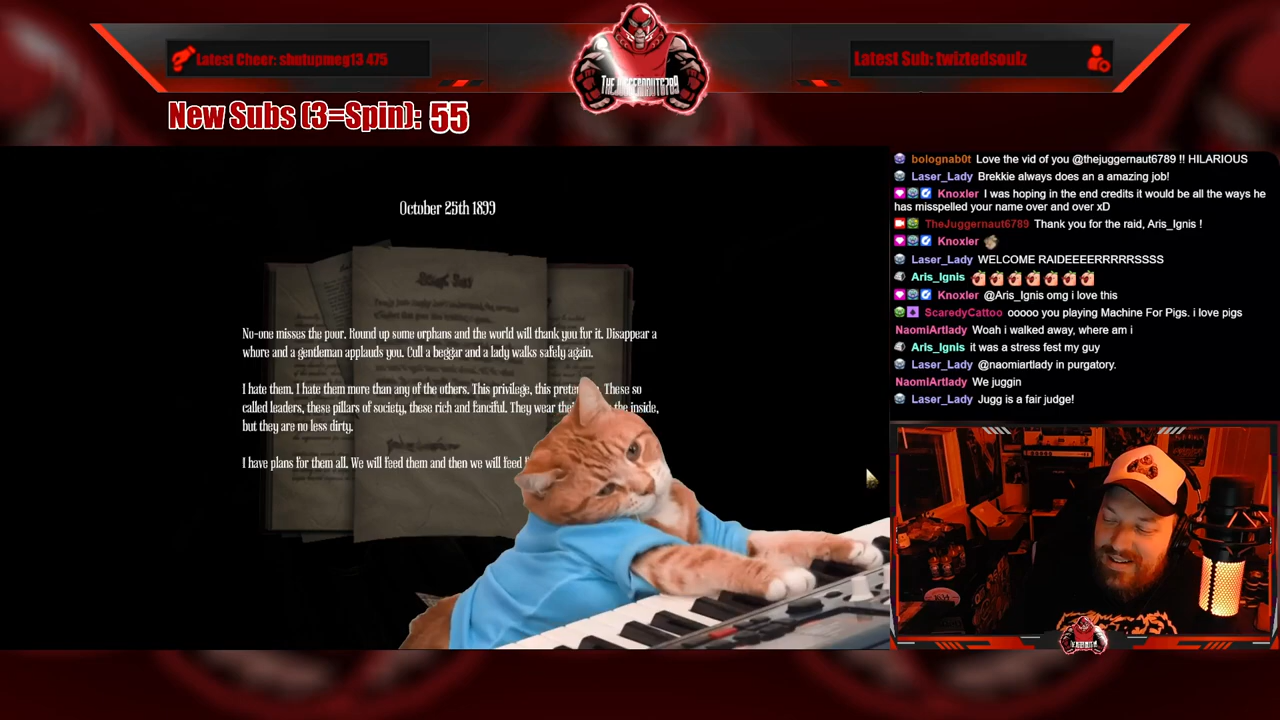 Latest Cheer: shutupmeg13 475
THEJUGGERNAUT6789
Latest Sub: twiztedsoulz
New Subs (3=Spin): 55
October 25th 1899
No-one misses the poor. Round up some orphans and the world will thank you for it. Disappear a
whore and a gentleman applauds you. Cull a beggar and a lady walks safely again.
I hate them. I hate them more than any of the others. This privilege, this These so
called leaders, these pillars of society, these rich and fanciful. They wear the inside,
but they are no less dirty.
I have plans for them all. We will feed them and then we will feed
bolognab0t Love the vid of you @thejuggernaut6789 !! HILARIOUS
Laser_Lady Brekkie always does an a amazing job!
Knoxler I was hoping in the end credits it would be all the ways he
has misspelled your name over and over xD
TheJuggernaut6789 Thank you for the raid, Aris_Ignis !
Knoxler
Laser_Lady WELCOME RAIDEEEERRRRRSSSS
Aris_Ignis
Knoxler @Aris_Ignis omg i love this
ScaredyCattoo ooooo you playing Machine For Pigs. i love pigs
NaomiArtlady Woah i walked away, where am i
Aris_Ignis it was a stress fest my guy
Laser_Lady @naomiartlady in purgatory.
NaomiArtlady We juggin
Laser_Lady Jugg is a fair judge!